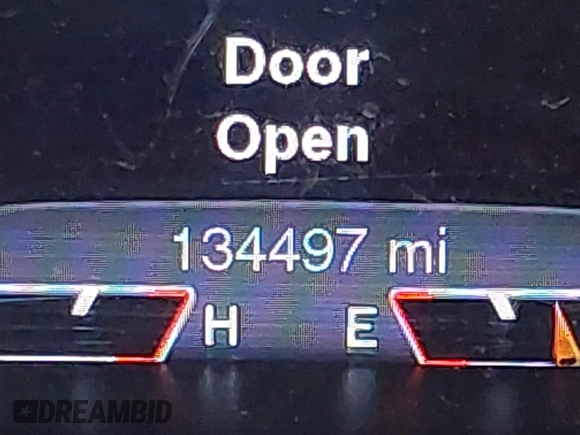 Door
Open
134497 mi
H E
DREAMBID